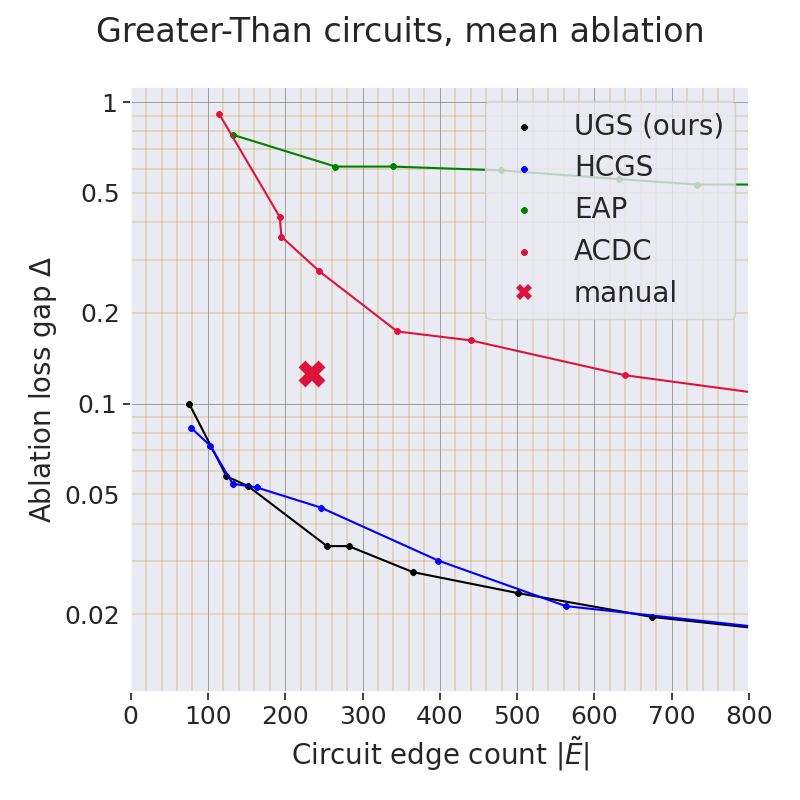 Greater-Than circuits, mean ablation
Ablation loss gap Δ
1
0.5
0.2
0.1
0.05
0.02
UGS (ours)
HCGS
EAP
ACDC
manual
0 100 200 300 400 500 600 700 800
Circuit edge count |Ẽ|